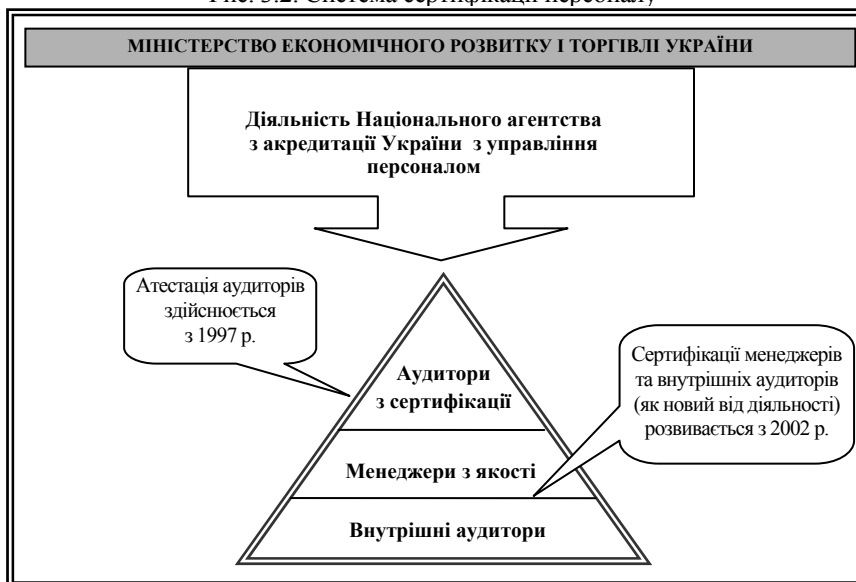 Рис. 3.2. Система сертифікації персоналу
МІНІСТЕРСТВО ЕКОНОМІЧНОГО РОЗВИТКУ І ТОРГІВЛІ УКРАЇНИ
Діяльність Національного агентства
з акредитації України з управління
персоналом
Атестація аудиторів
здійснюється
з 1997 р.
Аудитори
з сертифікації
Сертифікації менеджерів
та внутрішніх аудиторів
(як новий від діяльності)
розвивається з 2002 р.
Менеджери з якості
Внутрішні аудитори